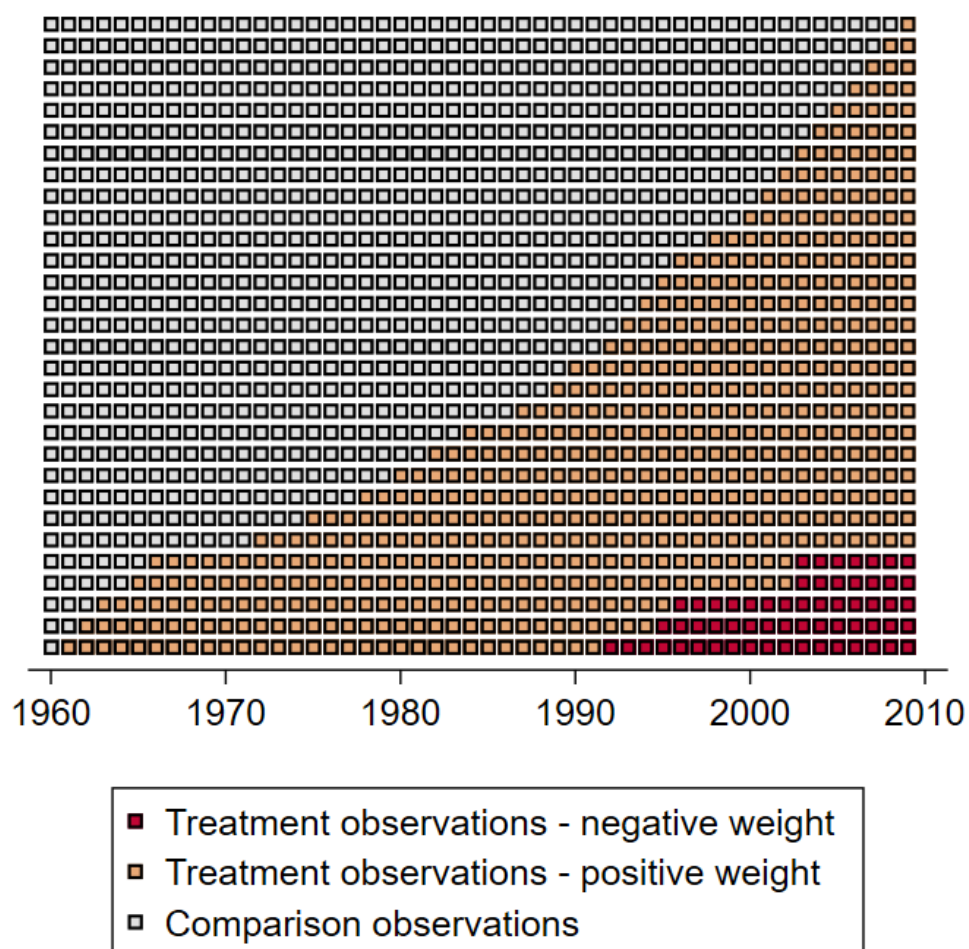 1960 1970 1980 1990 2000 2010
Treatment observations - negative weight
Treatment observations - positive weight
Comparison observations